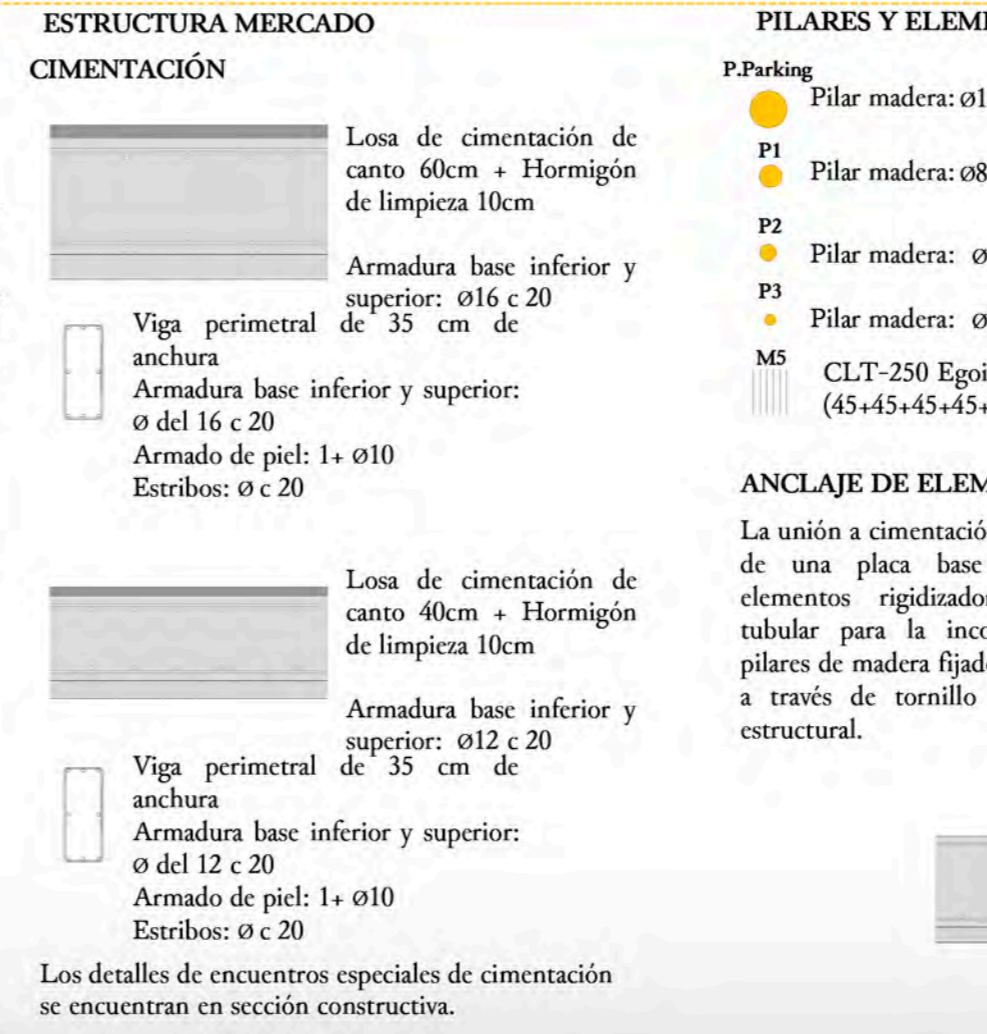 ESTRUCTURA MERCADO
CIMENTACIÓN
Losa de cimentación de
canto 60cm + Hormigón
de limpieza 10cm
Armadura base inferior y
superior: Ø16 c 20
Viga perimetral de 35 cm de
anchura
Armadura base inferior y superior:
Ø del 16 c 20
Armado de piel: 1+ Ø10
Estribos: Ø c 20
Losa de cimentación de
canto 40cm + Hormigón
de limpieza 10cm
Armadura base inferior y
superior: Ø12 c 20
Viga perimetral de 35 cm de
anchura
Armadura base inferior y superior:
Ø del 12 c 20
Armado de piel: 1+ Ø10
Estribos: Ø c 20
Los detalles de encuentros especiales de cimentación
se encuentran en sección constructiva.
PILARES Y
P.Parking
Pilar madera: ø1
P1
Pilar madera: ø8
P2
Pilar madera: ø
P3
Pilar madera: ø
M5
CLT-250 Egoi
(45+45+45+45+
ANCLAJE DE
La unión a
de una placa base
elementos
tubular para la
pilares de madera
a través de tornillo
estructural.